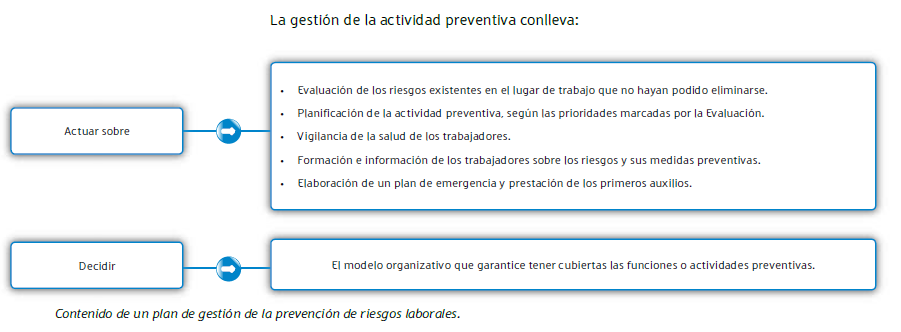 La gestión de la actividad preventiva conlleva:
Actuar sobre
• Evaluación de los riesgos existentes en el lugar de trabajo que no hayan podido eliminarse.
• Planificación de la actividad preventiva, según las prioridades marcadas por la Evaluación.
• Vigilancia de la salud de los trabajadores.
• Formación e información de los trabajadores sobre los riesgos y sus medidas preventivas.
• Elaboración de un plan de emergencia y prestación de los primeros auxilios.
Decidir
El modelo organizativo que garantice tener cubiertas las funciones o actividades preventivas.
Contenido de un plan de gestión de la prevención de riesgos laborales.